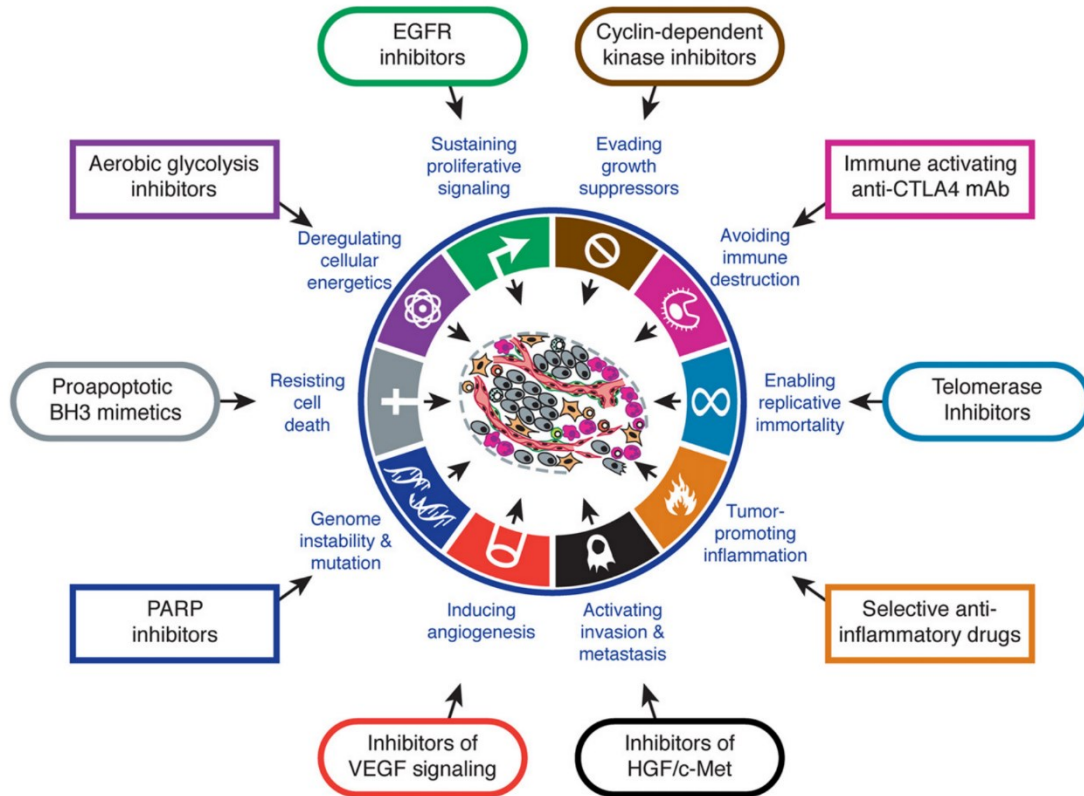 EGFR
inhibitors
Cyclin-dependent
kinase inhibitors
Sustaining
proliferative
signaling
Evading
growth
suppressors
Aerobic glycolysis
inhibitors
Immune activating
anti-CTLA4 mAb
Deregulating
cellular
energetics
Avoiding
immune
destruction
Proapoptotic
BH3 mimetics
Resisting
cell
death
Enabling
replicative
immortality
Telomerase
Inhibitors
Genome
instability &
mutation
Tumor-
promoting
inflammation
PARP
inhibitors
Inducing
angiogenesis
Activating
invasion &
metastasis
Selective anti-
inflammatory drugs
Inhibitors of
VEGF signaling
Inhibitors of
HGF/c-Met